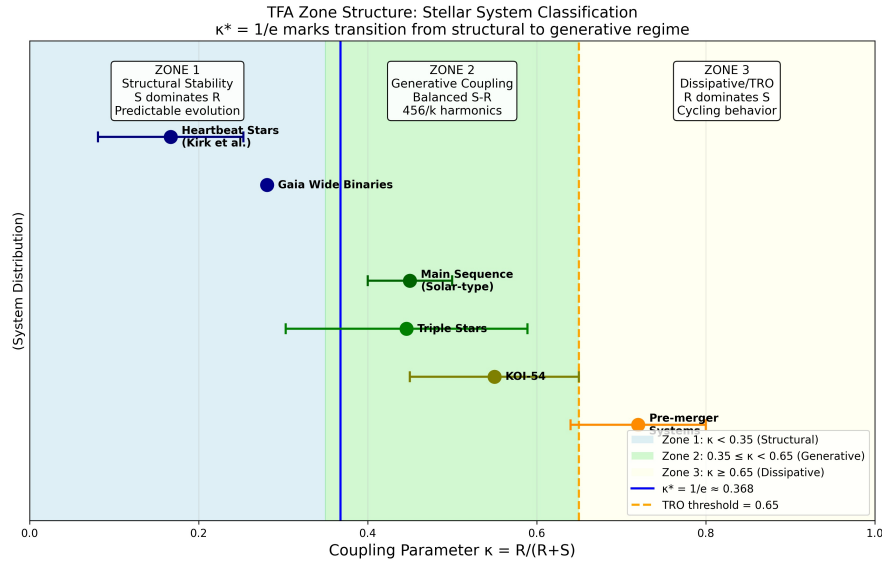 TFA Zone Structure: Stellar System Classification
κ* = 1/e marks transition from structural to generative regime
ZONE 1
Structural Stability
S dominates R
Predictable evolution
ZONE 2
Generative Coupling
Balanced S-R
456/k harmonics
ZONE 3
Dissipative/TRO
R dominates S
Cycling behavior
Heartbeat Stars
(Kirk et al.)
Gaia Wide Binaries
Main Sequence
(Solar-type)
Triple Stars
KOI-54
Pre-merger
Systems
(System Distribution)
Zone 1: κ < 0.35 (Structural)
Zone 2: 0.35 ≤ κ < 0.65 (Generative)
Zone 3: κ ≥ 0.65 (Dissipative)
κ* = 1/e ≈ 0.368
TRO threshold = 0.65
0.0 0.2 0.4 0.6 0.8 1.0
Coupling Parameter κ = R/(R+S)